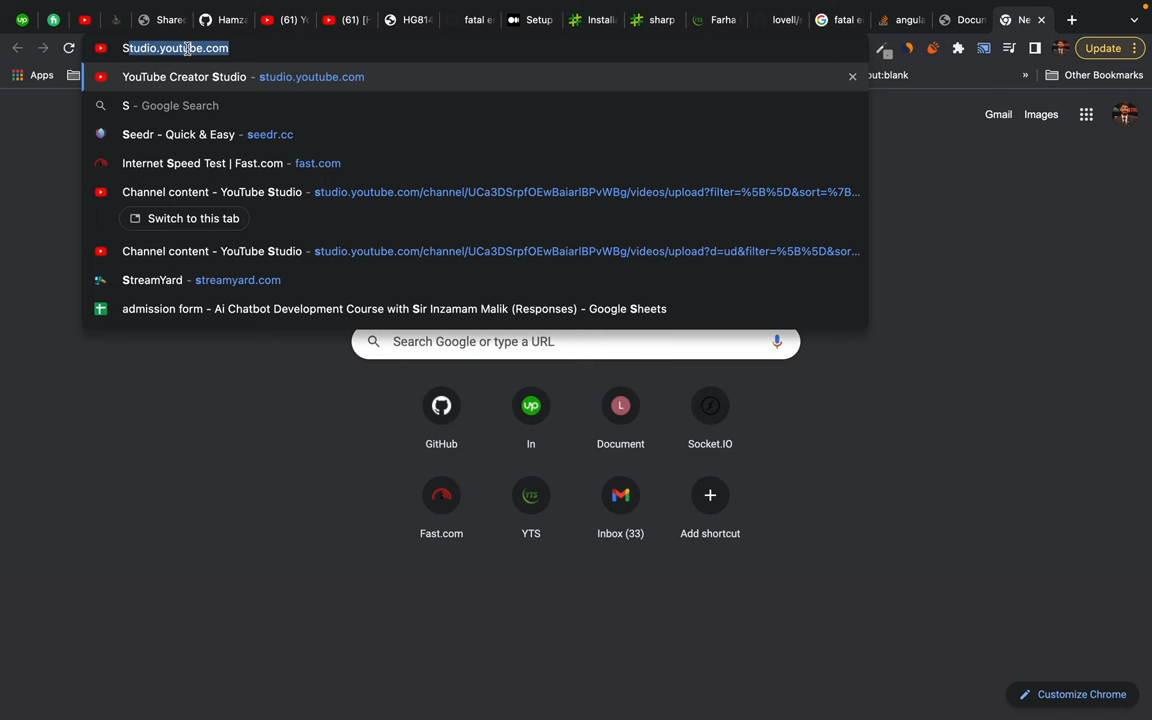 Share
Hamz
(61) Yo
(61) [H
HG814
fatal e
Setup
Install
sharp
Farha
lovell/s
fatal e
angula
Docun
Ne
Studio.youtube.com
Update
YouTube Creator Studio - studio.youtube.com
Apps
out:blank
»
Other Bookmarks
S - Google Search
Gmail
Images
Seedr - Quick & Easy - seedr.cc
Internet Speed Test | Fast.com - fast.com
Channel content - YouTube Studio - studio.youtube.com/channel/UCa3DSrpfOEwBaiarlBPvWBg/videos/upload?filter=%5B%5D&sort=%7B...
Switch to this tab
Channel content - YouTube Studio - studio.youtube.com/channel/UCa3DSrpfOEwBaiarlBPvWBg/videos/upload?d=ud&filter=%5B%5D&sor...
StreamYard - streamyard.com
admission form - Ai Chatbot Development Course with Sir Inzamam Malik (Responses) - Google Sheets
Search Google or type a URL
GitHub
In
Document
Socket.IO
Fast.com
YTS
Inbox (33)
Add shortcut
Customize Chrome